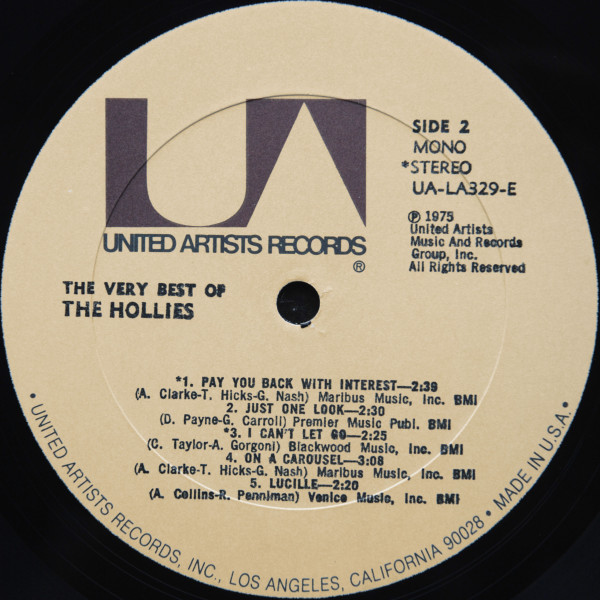 UA
UNITED ARTISTS RECORDS
®
SIDE 2
MONO
*STEREO
UA-LA329-E
℗ 1975
United Artists
Music And Records
Group, Inc.
All Rights Reserved
THE VERY BEST OF
THE HOLLIES
*1. PAY YOU BACK WITH INTEREST—2:39
(A. Clarke-T. Hicks-G. Nash) Maribus Music, Inc. BMI
2. JUST ONE LOOK—2:30
(D. Payne-G. Carroll) Premier Music Publ. BMI
*3. I CAN'T LET GO—2:25
(C. Taylor-A. Gorgoni) Blackwood Music, Inc. BMI
4. ON A CAROUSEL—3:08
(A. Clarke-T. Hicks-G. Nash) Maribus Music, Inc. BMI
5. LUCILLE—2:20
(A. Collins-R. Penniman) Venice Music, Inc. BMI
• UNITED ARTISTS RECORDS, INC., LOS ANGELES, CALIFORNIA 90028 • MADE IN U.S.A. •